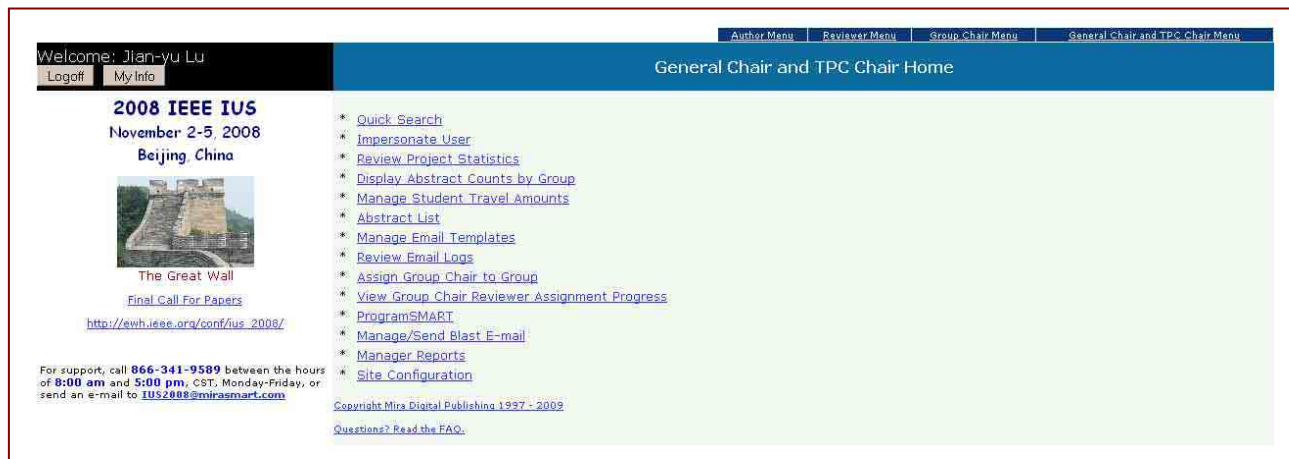 Author Menu Reviewer Menu Group Chair Menu General Chair and TPC Chair Menu
Welcome: Jian-yu Lu
Logoff My Info
General Chair and TPC Chair Home
2008 IEEE IUS
November 2-5, 2008
Beijing, China
The Great Wall
Final Call For Papers
http://ewh.ieee.org/conf/ius_2008/
For support, call 866-341-9589 between the hours
of 8:00 am and 5:00 pm, CST, Monday-Friday, or
send an e-mail to IUS2008@mirasmart.com
* Quick Search
* Impersonate User
* Review Project Statistics
* Display Abstract Counts by Group
* Manage Student Travel Amounts
* Abstract List
* Manage Email Templates
* Review Email Logs
* Assign Group Chair to Group
* View Group Chair Reviewer Assignment Progress
* ProgramSMART
* Manage/Send Blast E-mail
* Manager Reports
* Site Configuration
Copyright Mira Digital Publishing 1997 - 2009
Questions? Read the FAQ.